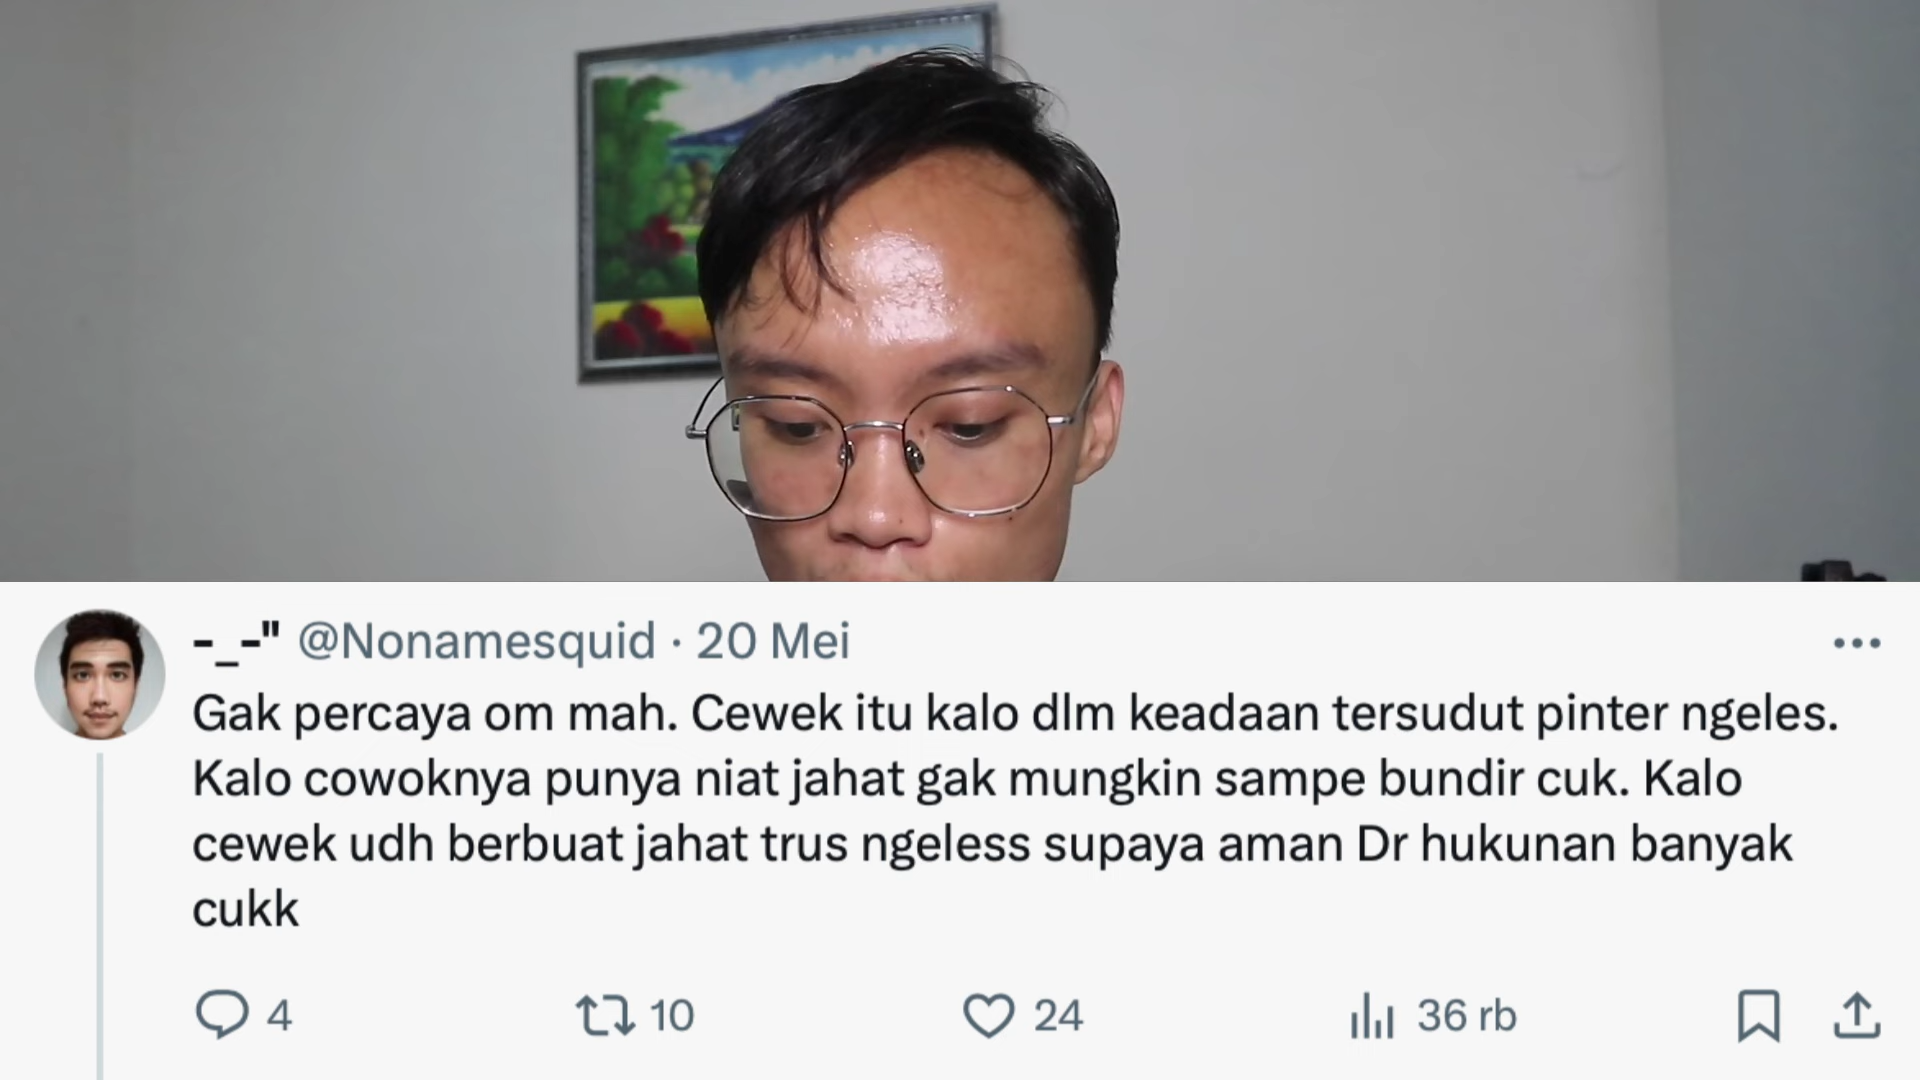 -_-" @Nonamesquid · 20 Mei
Gak percaya om mah. Cewek itu kalo dlm keadaan tersudut pinter ngeles.
Kalo cowoknya punya niat jahat gak mungkin sampe bundir cuk. Kalo
cewek udh berbuat jahat trus ngeless supaya aman Dr hukunan banyak
cukk
4 10 24 36 rb